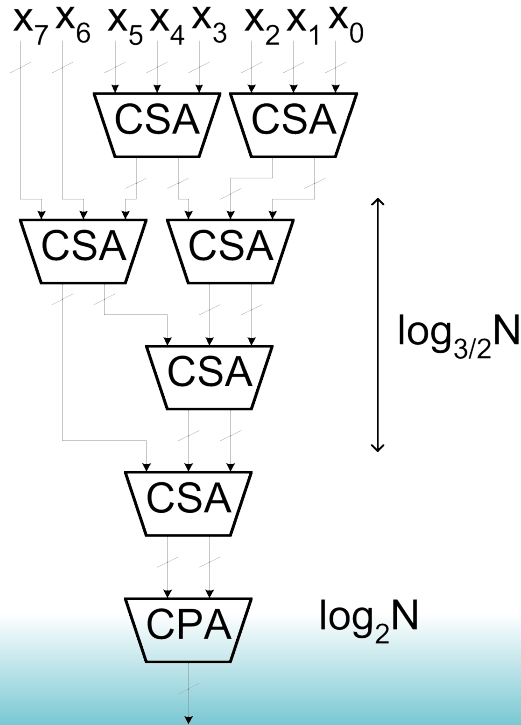 x₇ x₆ x₅ x₄ x₃ x₂ x₁ x₀
CSA CSA
CSA CSA
log₃/₂N
CSA
CSA
CPA log₂N